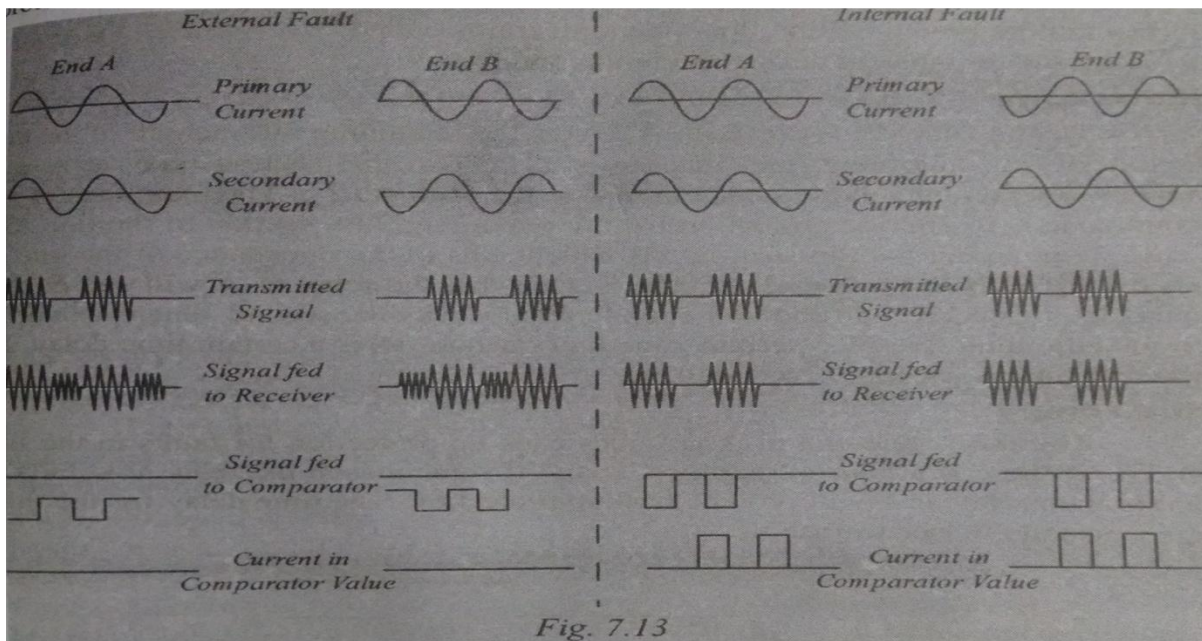 External Fault
Internal Fault
End A
End B
End A
End B
Primary
Current
Primary
Current
Secondary
Current
Secondary
Current
Transmitted
Signal
Transmitted
Signal
Signal fed
to Receiver
Signal fed
to Receiver
Signal fed
to Comparator
Signal fed
to Comparator
Current in
Comparator Value
Current in
Comparator Value
Fig. 7.13